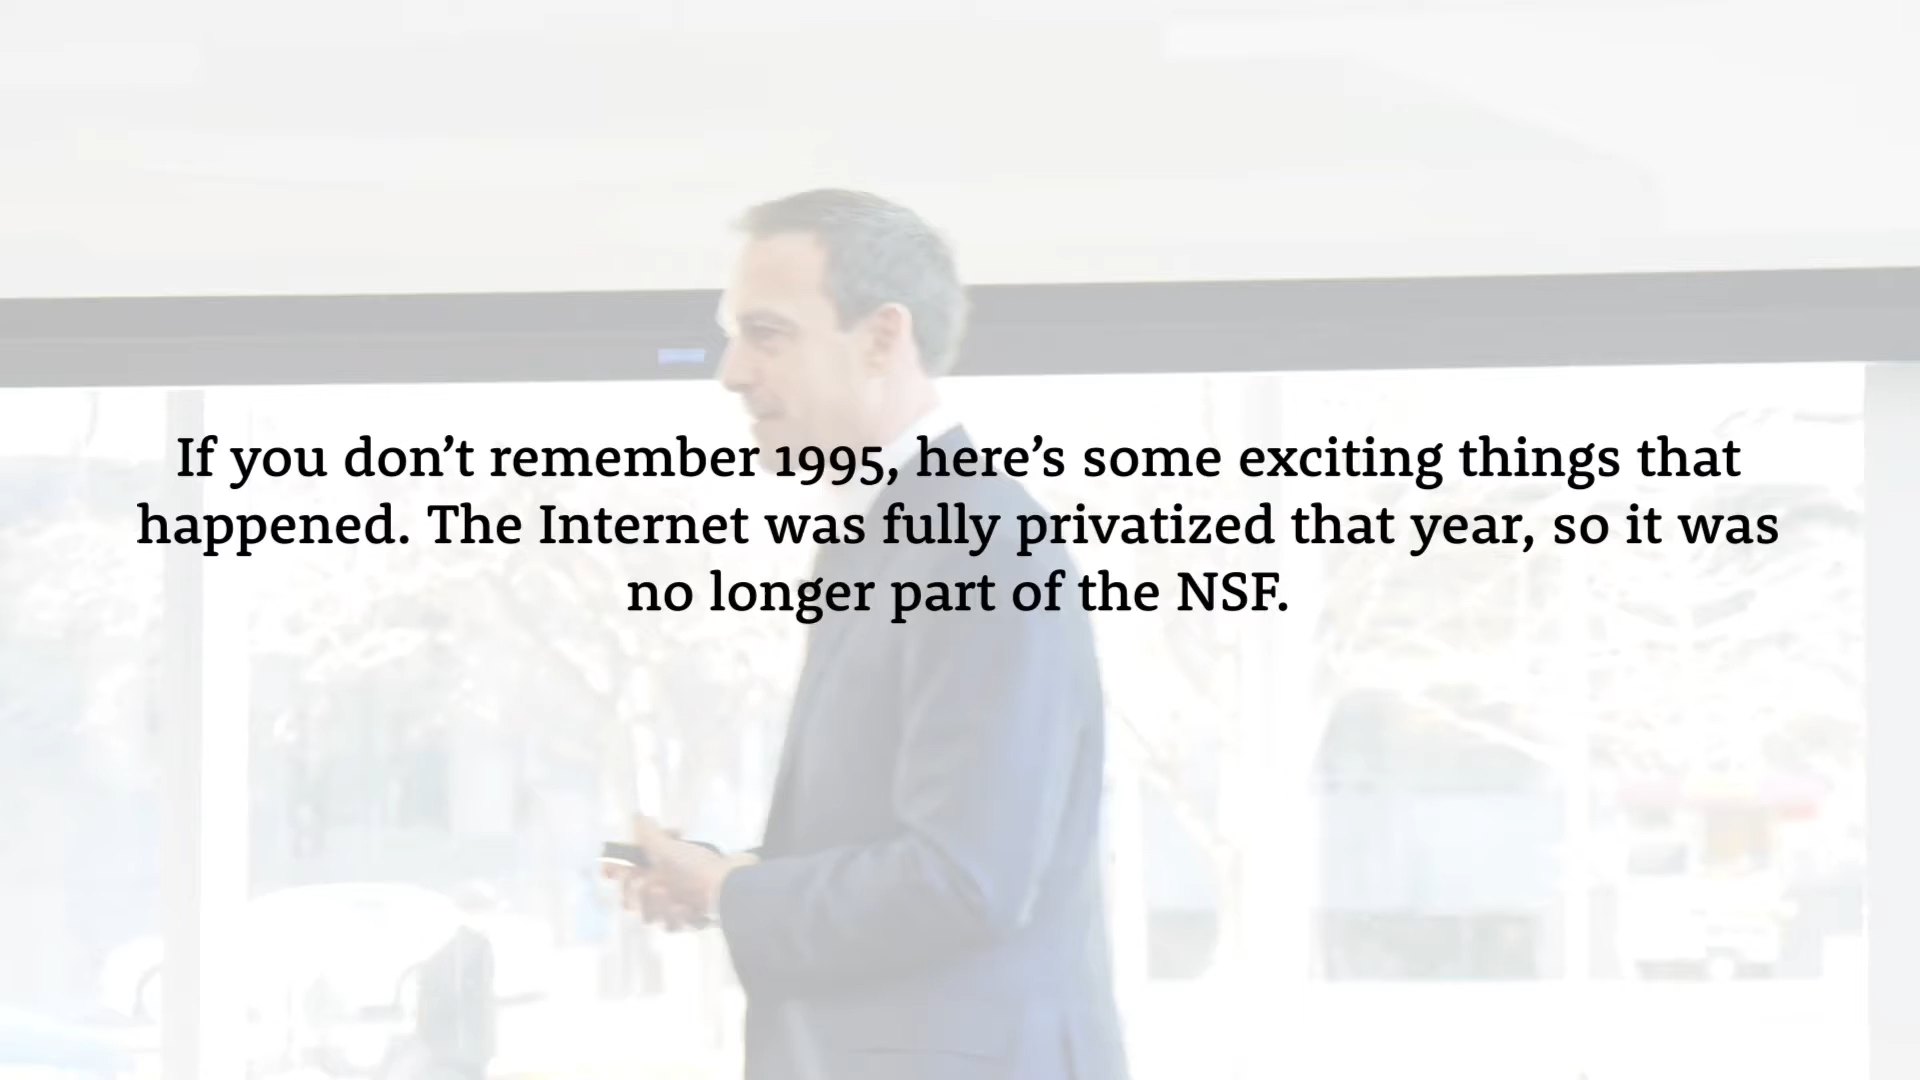 If you don’t remember 1995, here’s some exciting things that
happened. The Internet was fully privatized that year, so it was
no longer part of the NSF.